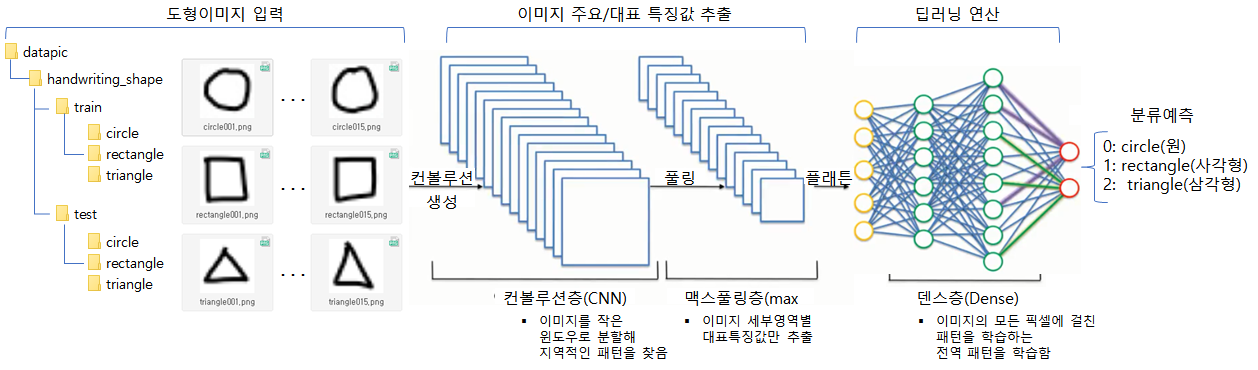 도형이미지 입력
이미지 주요/대표 특징값 추출
딥러닝 연산
datapic
handwriting_shape
train
circle
rectangle
triangle
test
circle
rectangle
triangle
circle001.png
...
circle015.png
rectangle001.png
...
rectangle015.png
triangle001.png
...
triangle015.png
컨볼루션
생성
풀링
플래튼
분류예측
0: circle(원)
1: rectangle(사각형)
2: triangle(삼각형)
컨볼루션층(CNN)
▪ 이미지를 작은
윈도우로 분할해
지역적인 패턴을 찾음
맥스풀링층(max
▪ 이미지 세부영역별
대표특징값만 추출
덴스층(Dense)
▪ 이미지의 모든 픽셀에 걸친
패턴을 학습하는
전역 패턴을 학습함